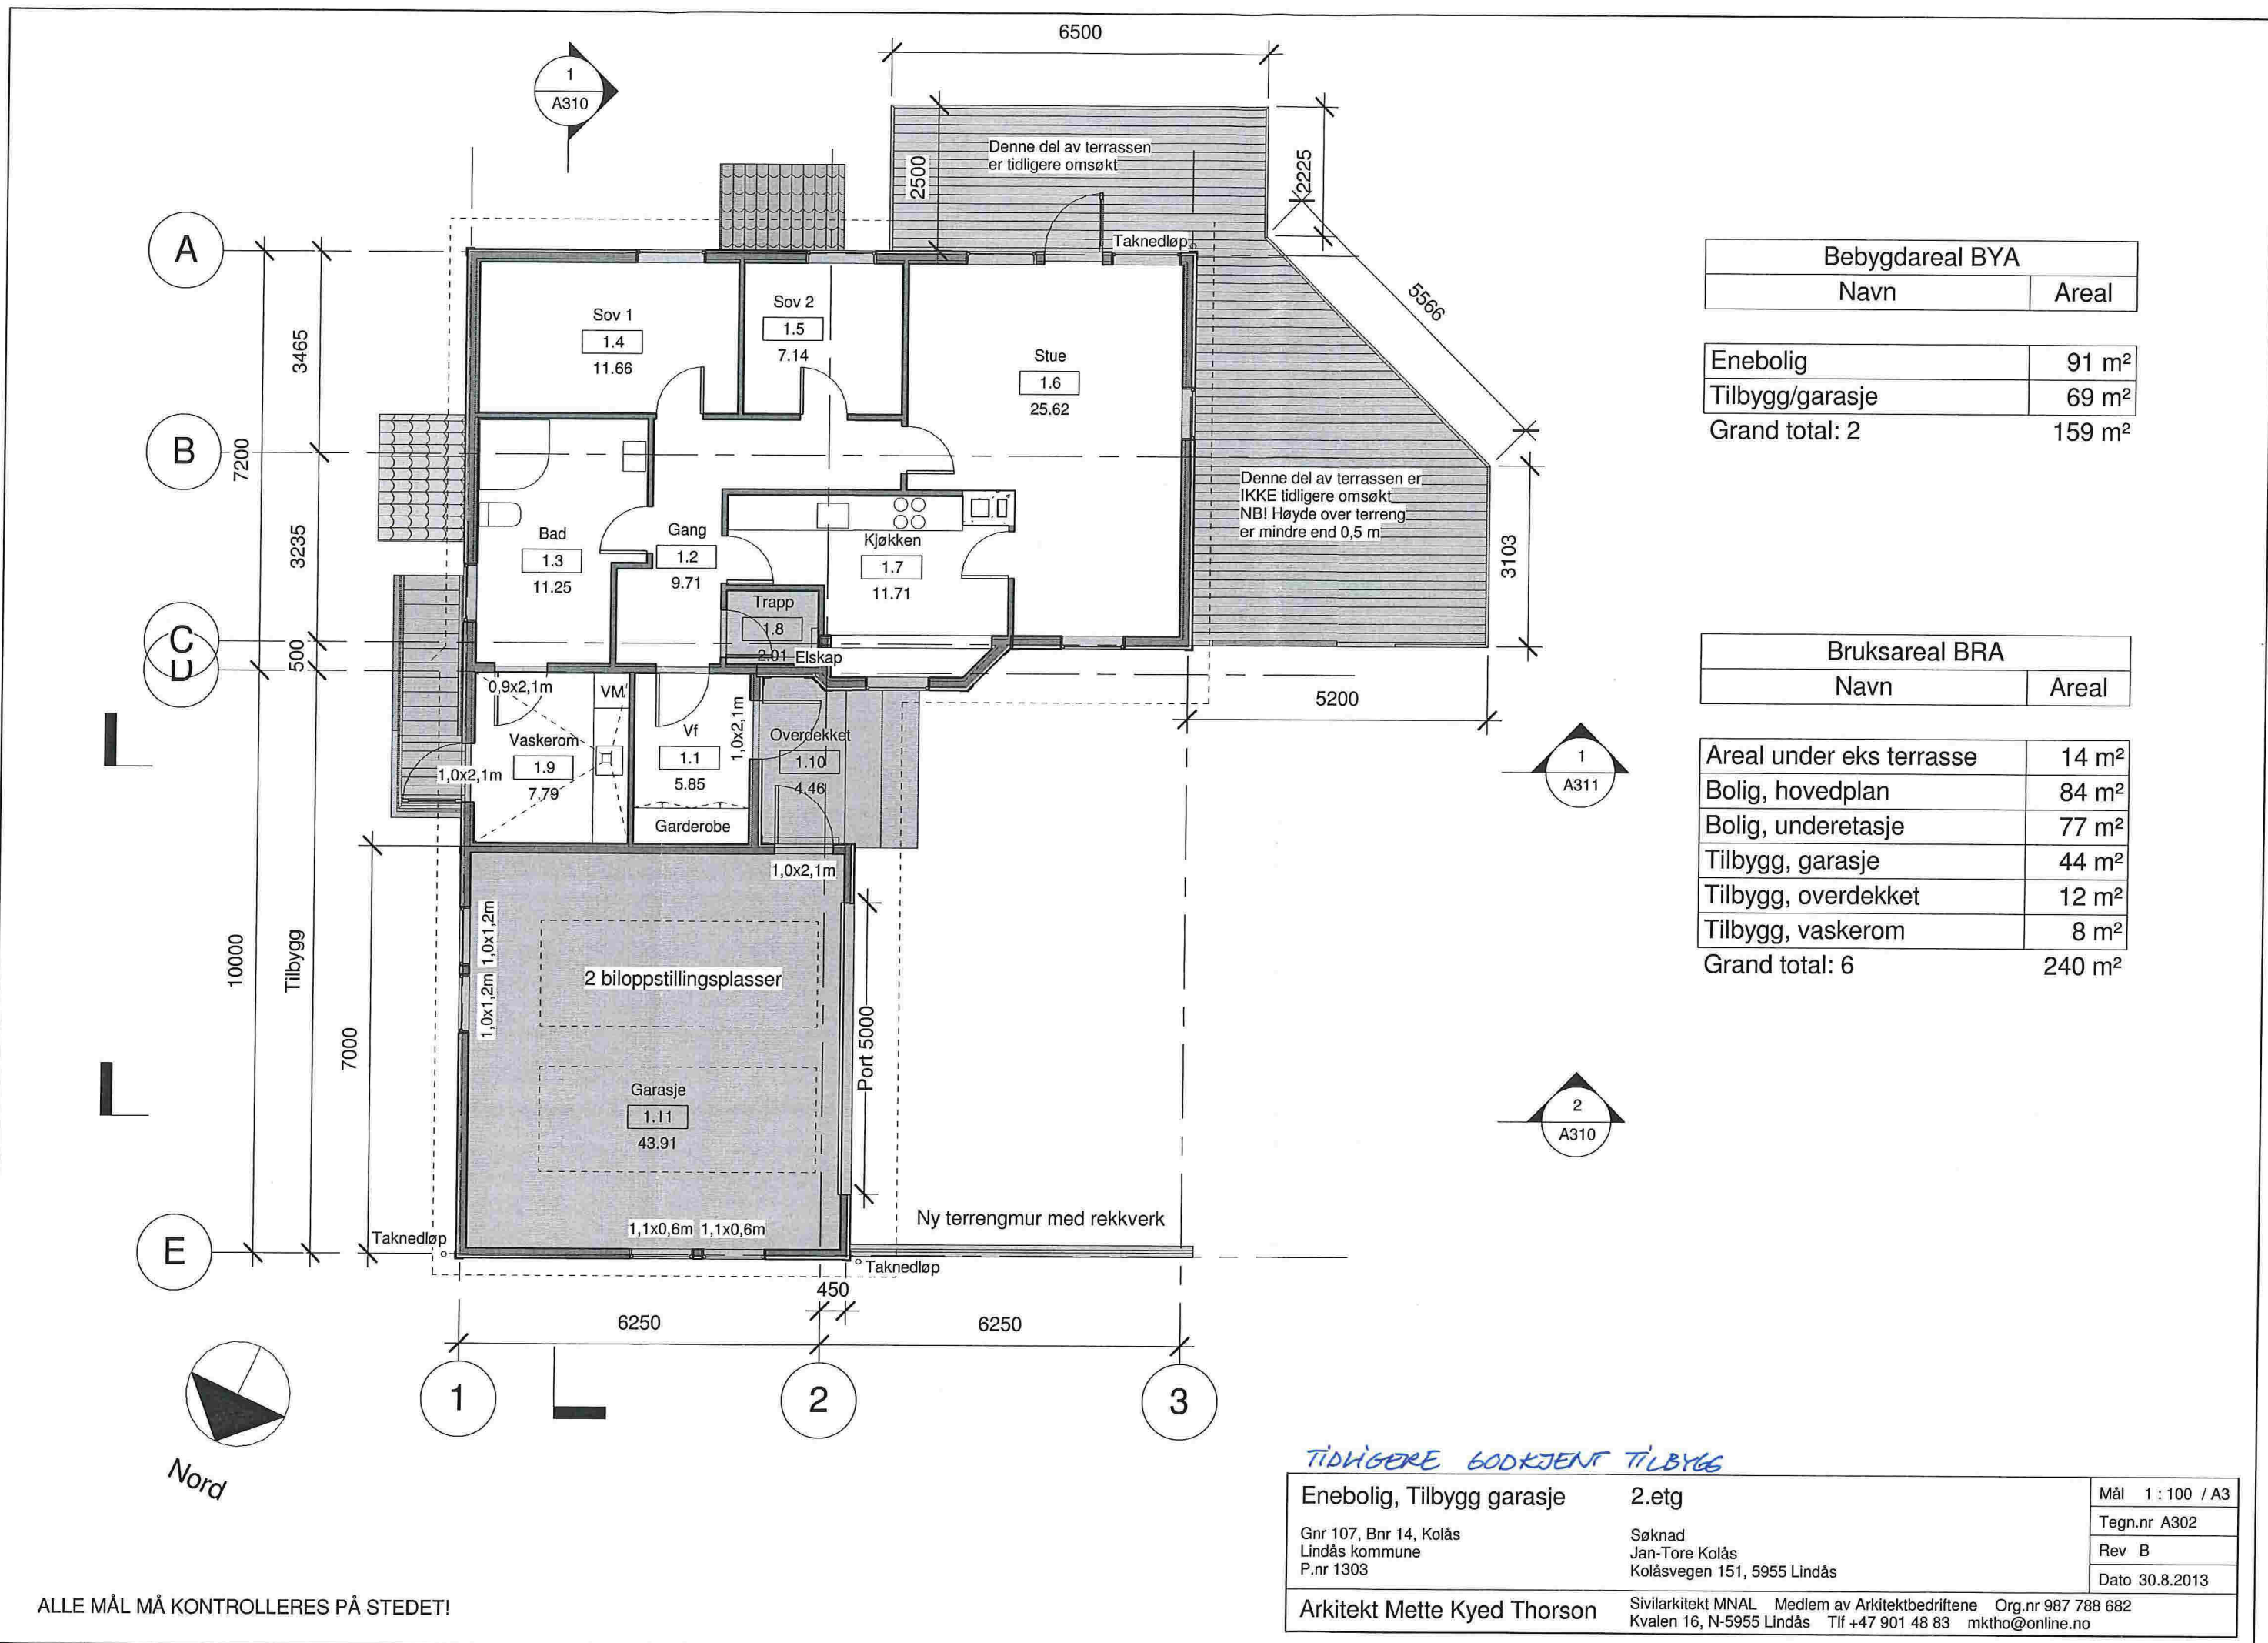 6500
1
A310
Denne del av terrassen
er tidligere omsøkt
2500
2225
Taknedløp
5566
A
B
C
D
E
3465
7200
3235
500
10000
Tilbygg
7000
Sov 1
1.4
11.66
Sov 2
1.5
7.14
Stue
1.6
25.62
Denne del av terrassen er
IKKE tidligere omsøkt
NB! Høyde over terreng
er mindre end 0,5 m
3103
5200
Bad
1.3
11.25
Gang
1.2
9.71
Kjøkken
1.7
11.71
Trapp
1.8
2.01
Elskap
0,9x2,1m
VM
Vaskerom
1.9
7.79
1,0x2,1m
Vf
1.1
5.85
Garderobe
1,0x2,1m
Overdekket
1.10
4.46
1,0x2,1m
1,0x1,2m
1,0x1,2m
2 biloppstillingsplasser
Port 5000
Garasje
1.11
43.91
1,1x0,6m
1,1x0,6m
Taknedløp
Taknedløp
Ny terrengmur med rekkverk
450
6250
6250
1
2
3
Nord
1
A311
2
A310
Bebygdareal BYA
Navn Areal
Enebolig 91 m²
Tilbygg/garasje 69 m²
Grand total: 2 159 m²
Bruksareal BRA
Navn Areal
Areal under eks terrasse 14 m²
Bolig, hovedplan 84 m²
Bolig, underetasje 77 m²
Tilbygg, garasje 44 m²
Tilbygg, overdekket 12 m²
Tilbygg, vaskerom 8 m²
Grand total: 6 240 m²
TIDLIGERE GODKJENT TILBYGG
Enebolig, Tilbygg garasje 2.etg
Mål 1 : 100 / A3
Gnr 107, Bnr 14, Kolås
Lindås kommune
P.nr 1303
Søknad
Jan-Tore Kolås
Kolåsvegen 151, 5955 Lindås
Tegn.nr A302
Rev B
Dato 30.8.2013
Arkitekt Mette Kyed Thorson
Sivilarkitekt MNAL Medlem av Arkitektbedriftene Org.nr 987 788 682
Kvalen 16, N-5955 Lindås Tlf +47 901 48 83 mktho@online.no
ALLE MÅL MÅ KONTROLLERES PÅ STEDET!